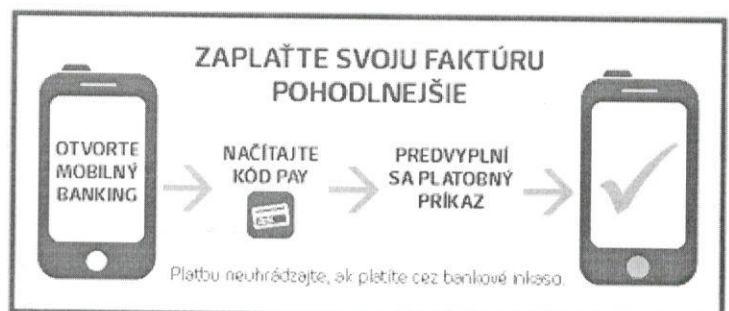 ZAPLAŤTE SVOJU FAKTÚRU
POHODLNEJŠIE
OTVORTE
MOBILNÝ
BANKING
NAČÍTAJTE
KÓD PAY
PREDVYPLNÍ
SA PLATOBNÝ
PRÍKAZ
Platbu neuhrádzajte, ak platíte cez bankové inkaso.